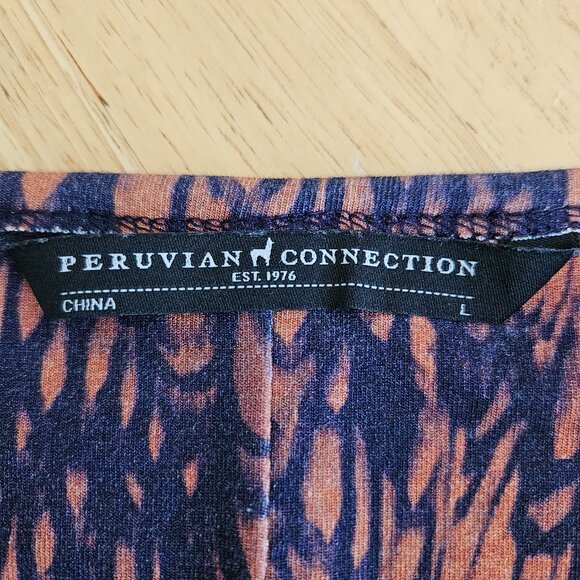 PERUVIAN CONNECTION
EST. 1976
CHINA L